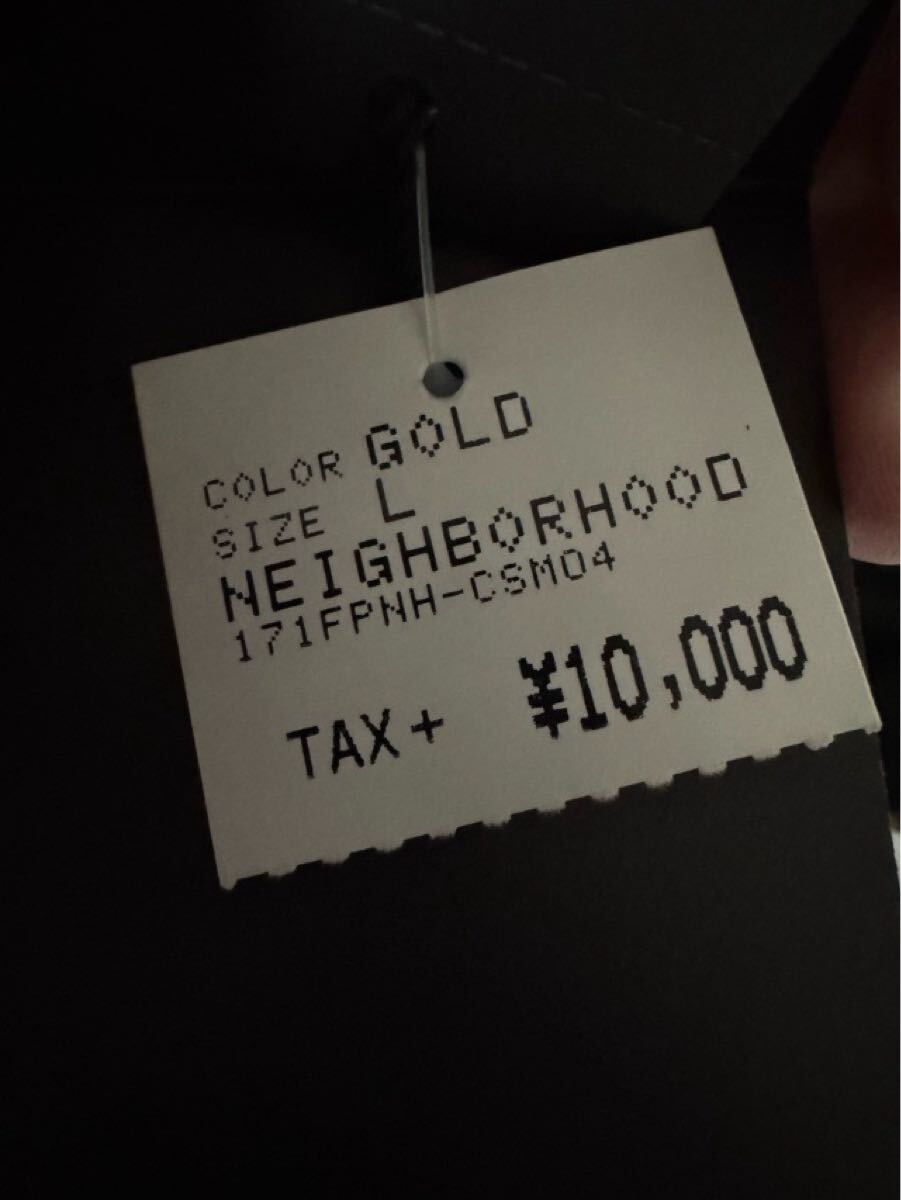 COLOR GOLD
SIZE L
NEIGHBORHOOD
171FPNH-CSM04
TAX+ ¥10,000